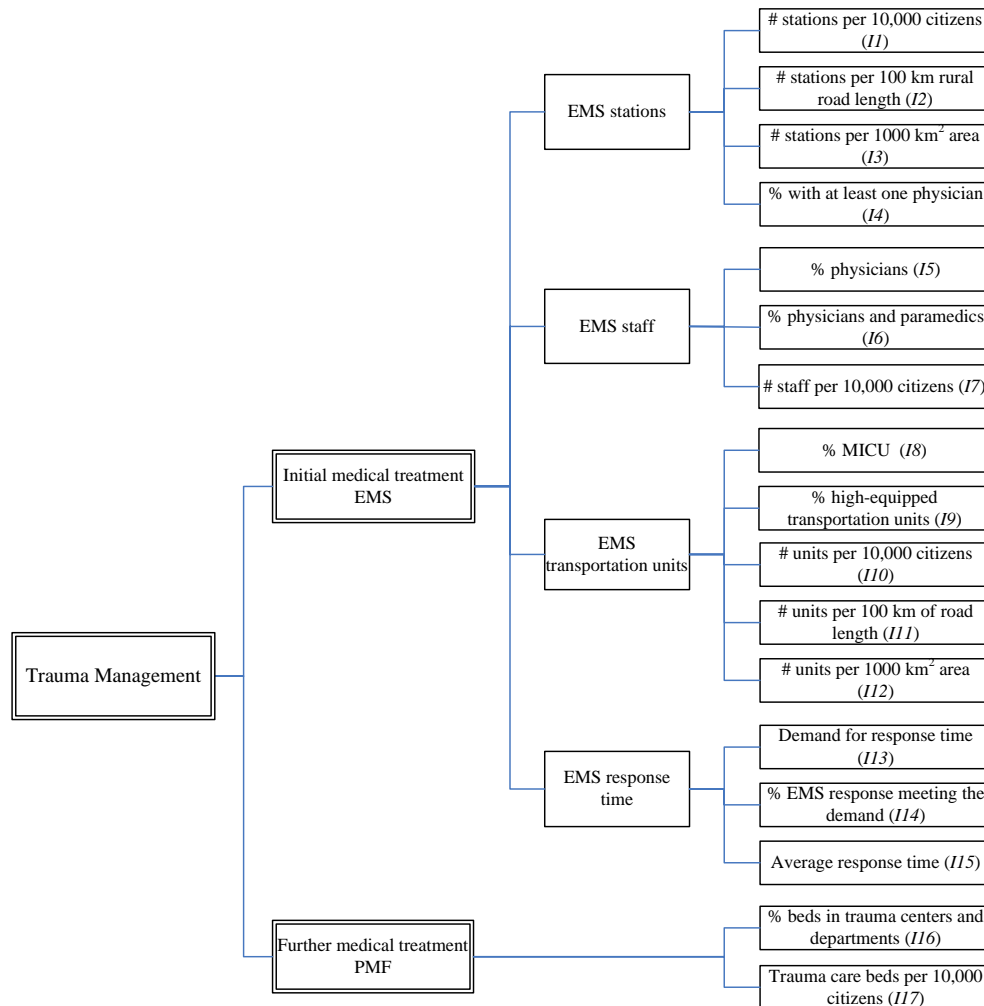 # stations per 10,000 citizens
(I1)
# stations per 100 km rural
road length (I2)
EMS stations
# stations per 1000 km² area
(I3)
% with at least one physician
(I4)
% physicians (I5)
EMS staff
% physicians and paramedics
(I6)
# staff per 10,000 citizens (I7)
% MICU (I8)
Initial medical treatment
EMS
% high-equipped
transportation units (I9)
EMS
transportation units
# units per 10,000 citizens
(I10)
# units per 100 km of road
length (I11)
Trauma Management
# units per 1000 km² area
(I12)
Demand for response time
(I13)
EMS response
time
% EMS response meeting the
demand (I14)
Average response time (I15)
Further medical treatment
PMF
% beds in trauma centers and
departments (I16)
Trauma care beds per 10,000
citizens (I17)